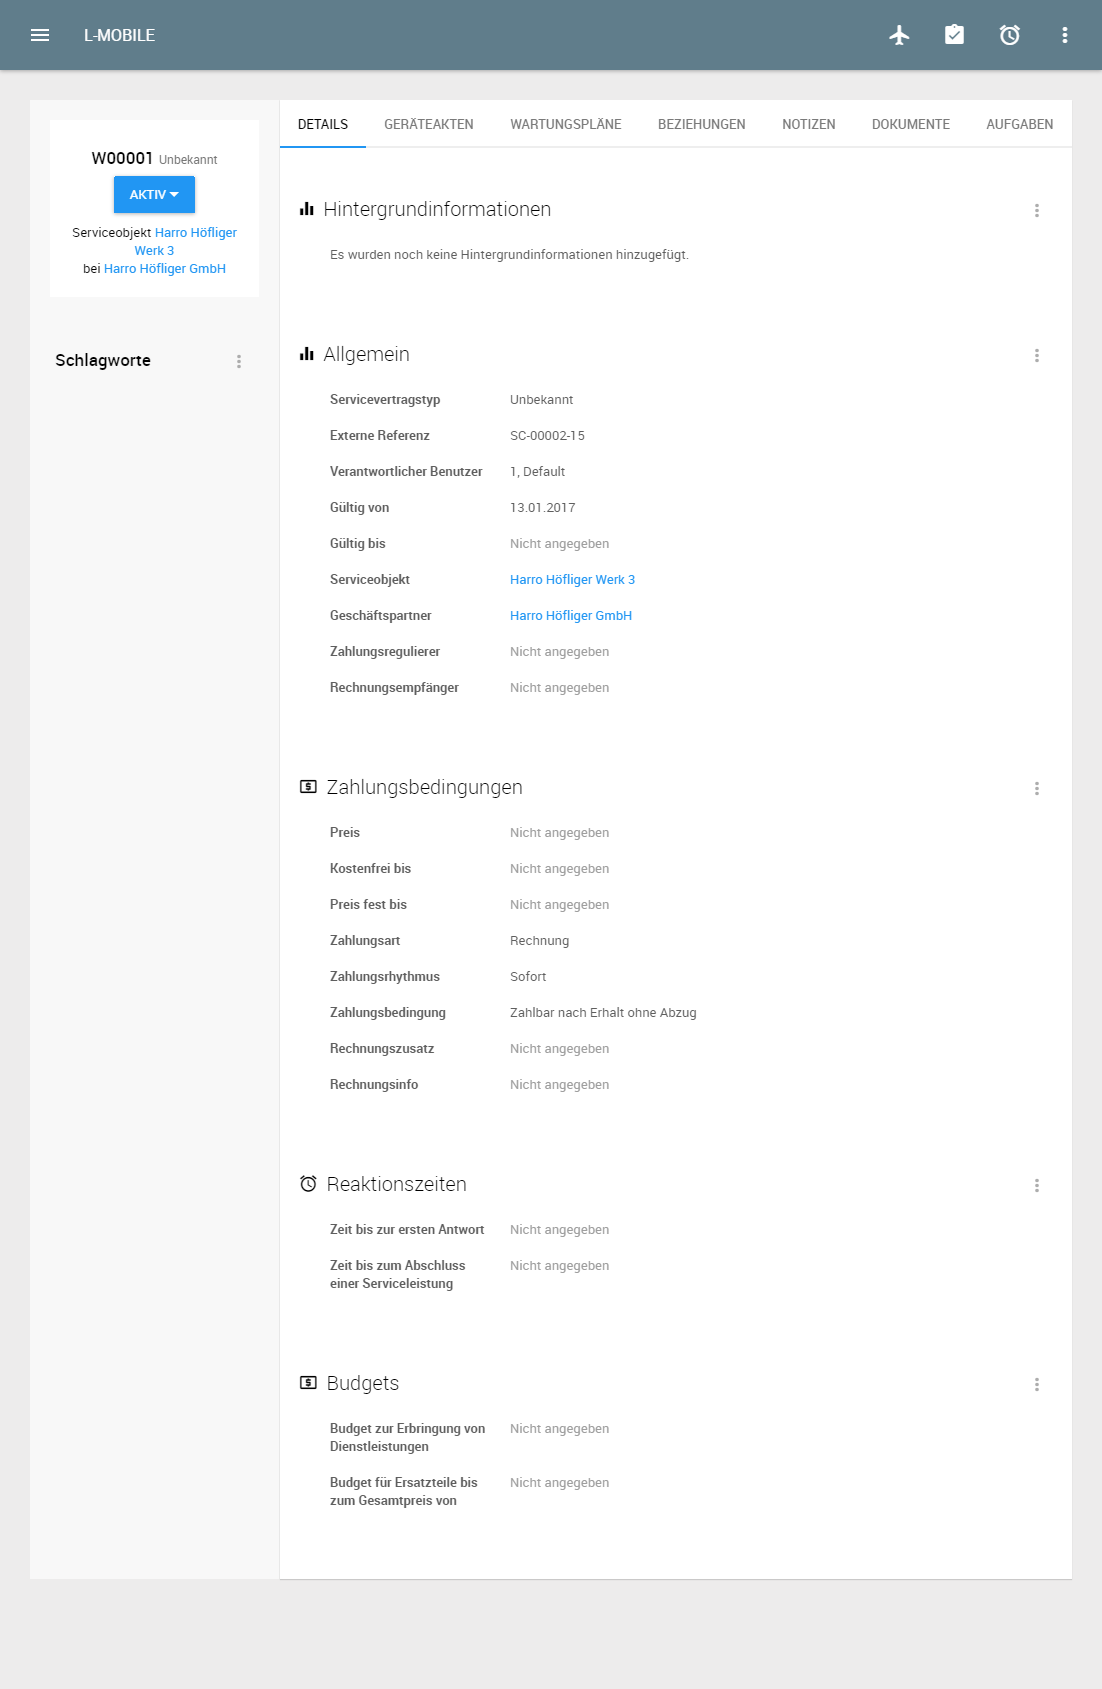 L-MOBILE
W00001 Unbekannt
AKTIV
Serviceobjekt Harro Höfliger
Werk 3
bei Harro Höfliger GmbH
Schlagworte
DETAILS GERÄTEAKTEN WARTUNGSPLÄNE BEZIEHUNGEN NOTIZEN DOKUMENTE AUFGABEN
Hintergrundinformationen
Es wurden noch keine Hintergrundinformationen hinzugefügt.
Allgemein
Servicevertragstyp Unbekannt
Externe Referenz SC-00002-15
Verantwortlicher Benutzer 1, Default
Gültig von 13.01.2017
Gültig bis Nicht angegeben
Serviceobjekt Harro Höfliger Werk 3
Geschäftspartner Harro Höfliger GmbH
Zahlungsregulierer Nicht angegeben
Rechnungsempfänger Nicht angegeben
Zahlungsbedingungen
Preis Nicht angegeben
Kostenfrei bis Nicht angegeben
Preis fest bis Nicht angegeben
Zahlungsart Rechnung
Zahlungsrhythmus Sofort
Zahlungsbedingung Zahlbar nach Erhalt ohne Abzug
Rechnungszusatz Nicht angegeben
Rechnungsinfo Nicht angegeben
Reaktionszeiten
Zeit bis zur ersten Antwort Nicht angegeben
Zeit bis zum Abschluss Nicht angegeben
einer Serviceleistung
Budgets
Budget zur Erbringung von Nicht angegeben
Dienstleistungen
Budget für Ersatzteile bis Nicht angegeben
zum Gesamtpreis von